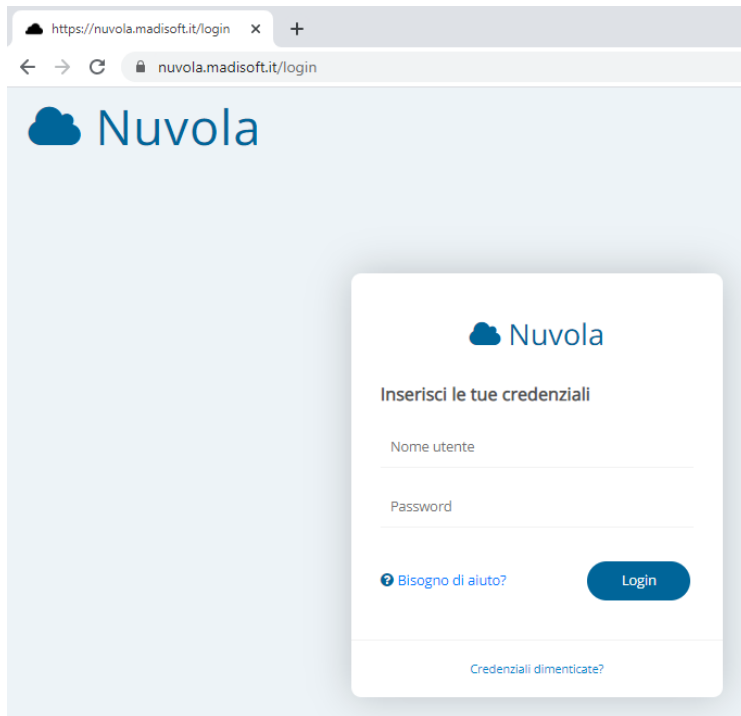 https://nuvola.madisoft.it/login
nuvola.madisoft.it/login
Nuvola
Nuvola
Inserisci le tue credenziali
Nome utente
Password
Bisogno di aiuto?
Login
Credenziali dimenticate?